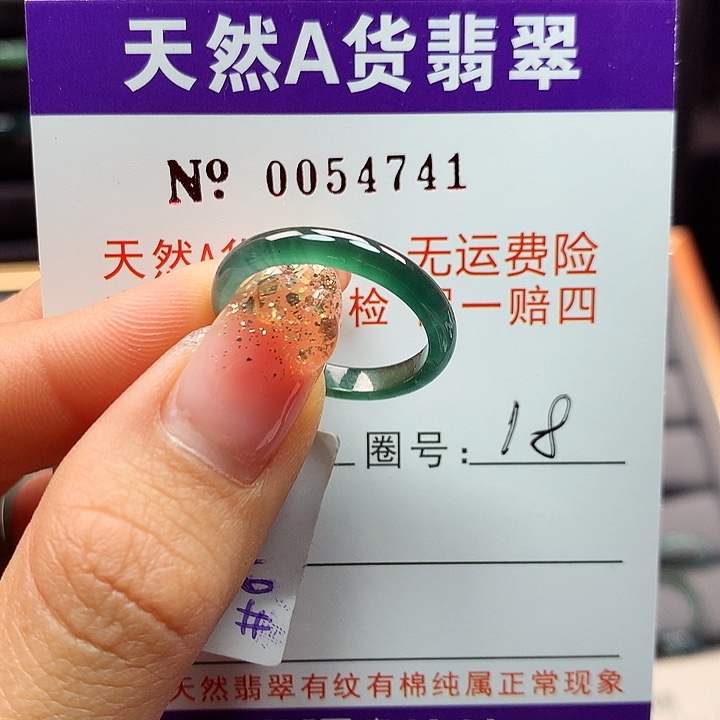 天然A货翡翠
Nº 0054741
天然A 无运费险
检 一赔四
圈号: 18
9#
天然翡翠有纹有棉纯属正常现象